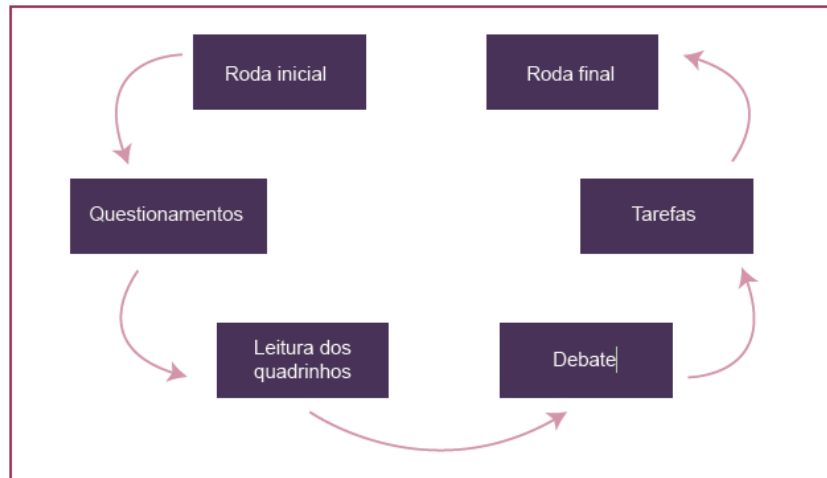 Roda inicial
Roda final
Questionamentos
Tarefas
Leitura dos
quadrinhos
Debate